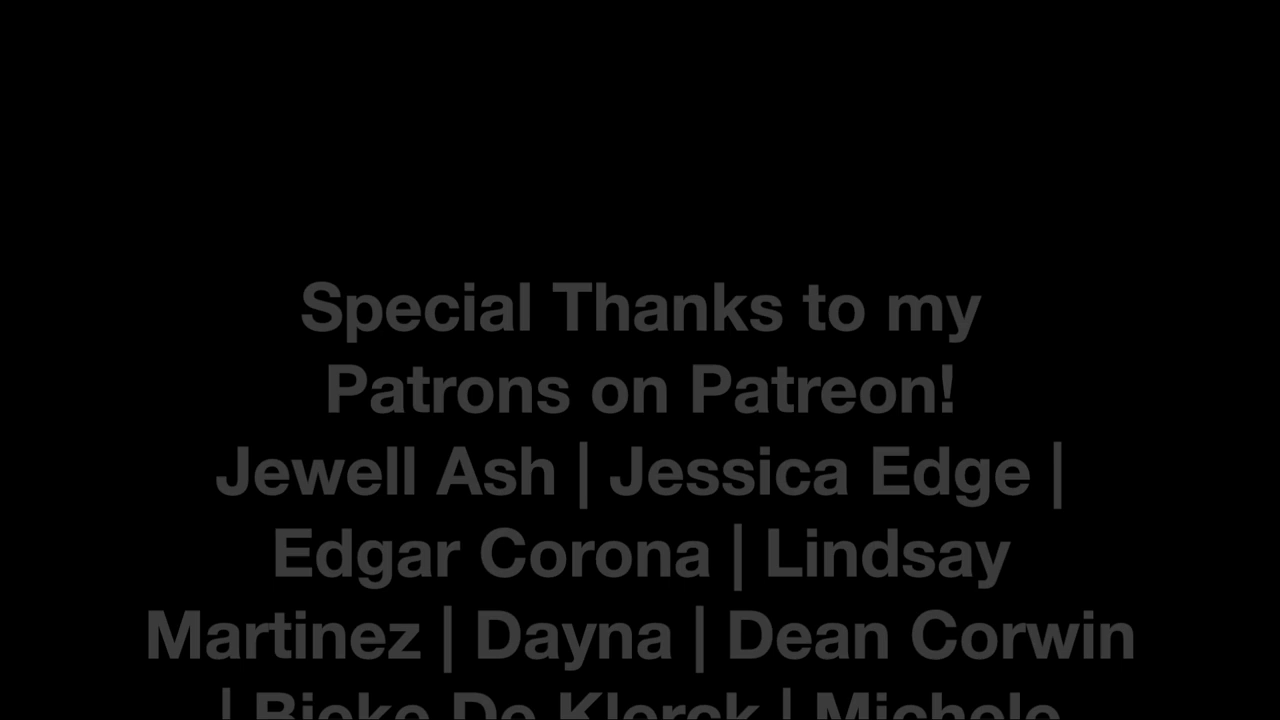 Special Thanks to my
Patrons on Patreon!
Jewell Ash | Jessica Edge |
Edgar Corona | Lindsay
Martinez | Dayna | Dean Corwin
| Bieke De Klerck | Michele